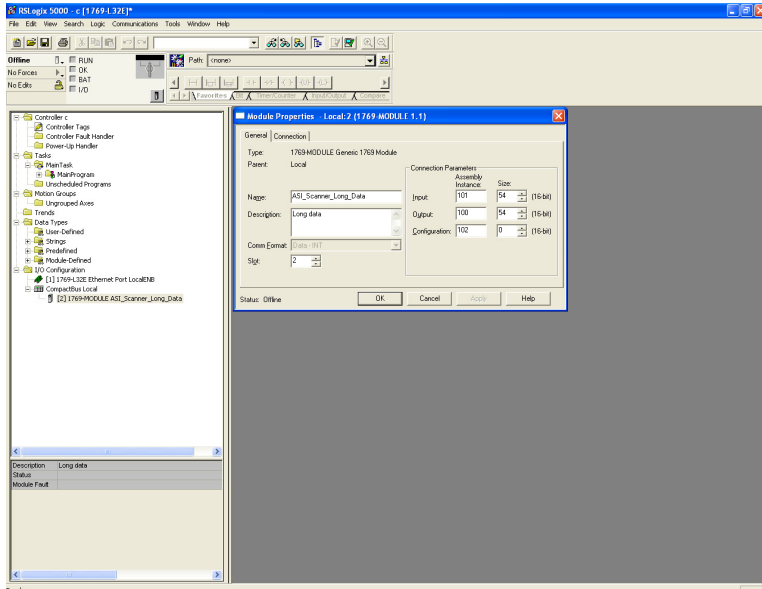 RSLogix 5000 - c [1769-L32E]*
File Edit View Search Logic Communications Tools Window Help
Offline
RUN
Path: <none>
No Forces
OK
BAT
No Edits
I/O
Favorites Bit Timer/Counter Input/Output Compare
Controller c
Controller Tags
Controller Fault Handler
Power-Up Handler
Tasks
MainTask
MainProgram
Unscheduled Programs
Motion Groups
Ungrouped Axes
Trends
Data Types
User-Defined
Strings
Predefined
Module-Defined
I/O Configuration
[1] 1769-L32E Ethernet Port LocalENB
CompactBus Local
[2] 1769-MODULE ASI_Scanner_Long_Data
Description Long data
Status
Module Fault
Module Properties - Local:2 (1769-MODULE 1.1)
General Connection
Type: 1769-MODULE Generic 1769 Module
Parent: Local
Connection Parameters
Assembly Instance: Size:
Name: ASI_Scanner_Long_Data
Input: 101 54 (16-bit)
Description: Long data
Output: 100 54 (16-bit)
Configuration: 102 0 (16-bit)
Comm Format: Data - INT
Slot: 2
Status: Offline
OK Cancel Apply Help